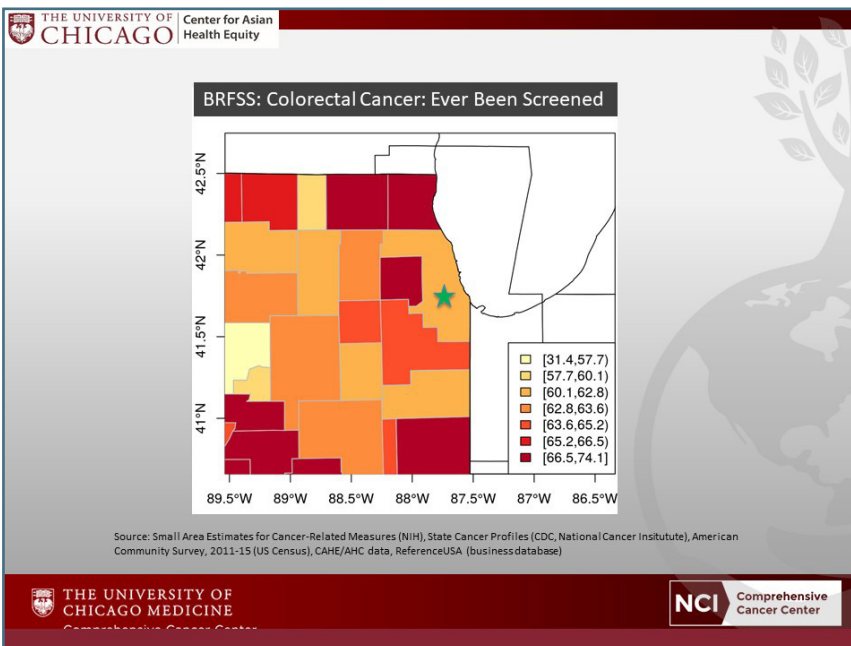 THE UNIVERSITY OF
CHICAGO
Center for Asian
Health Equity
BRFSS: Colorectal Cancer: Ever Been Screened
42.5°N
42°N
41.5°N
41°N
[31.4,57.7)
[57.7,60.1)
[60.1,62.8)
[62.8,63.6)
[63.6,65.2)
[65.2,66.5)
[66.5,74.1]
89.5°W 89°W 88.5°W 88°W 87.5°W 87°W 86.5°W
Source: Small Area Estimates for Cancer-Related Measures (NIH), State Cancer Profiles (CDC, National Cancer Insitutute), American
Community Survey, 2011-15 (US Census), CAHE/AHC data, ReferenceUSA (business database)
THE UNIVERSITY OF
CHICAGO MEDICINE
Comprehensive Cancer Center
NCI
Comprehensive
Cancer Center